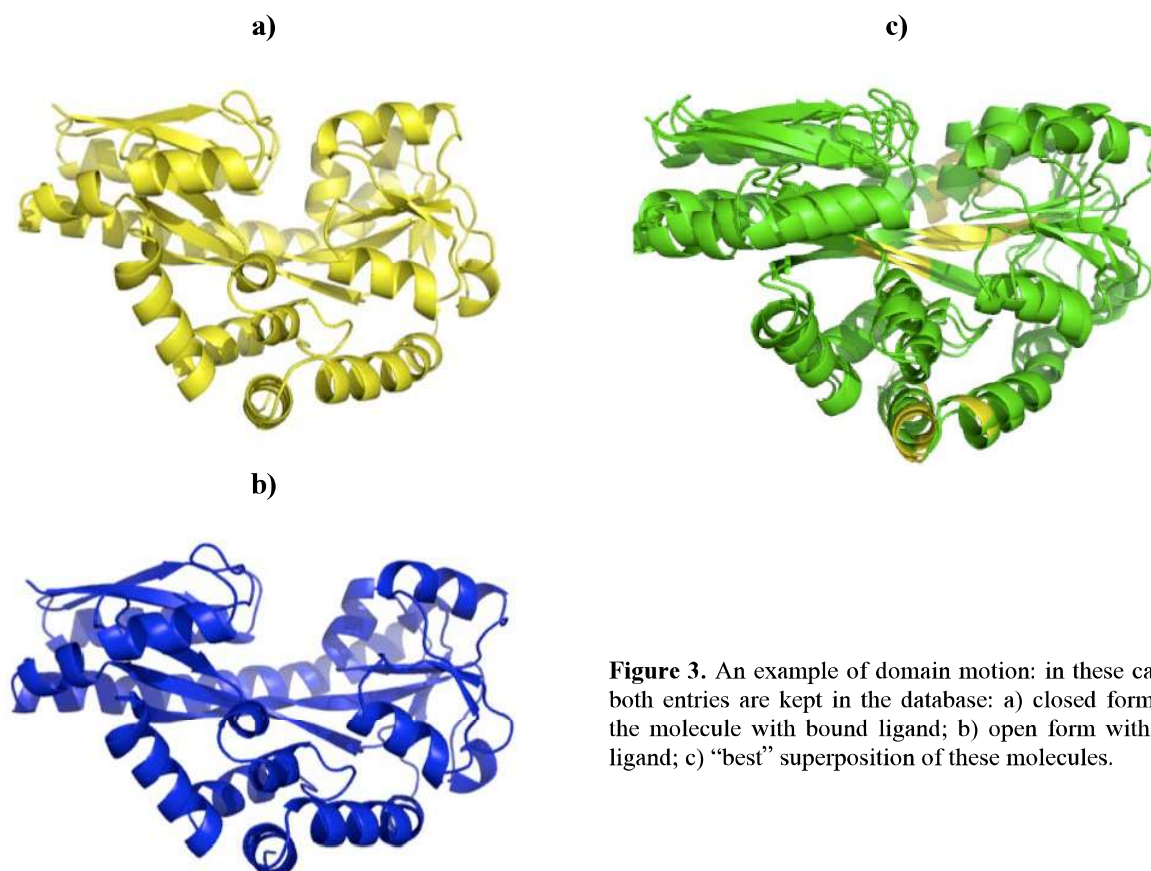 a)
c)
b)
Figure 3. An example of domain motion: in these ca
both entries are kept in the database: a) closed form
the molecule with bound ligand; b) open form with
ligand; c) “best” superposition of these molecules.